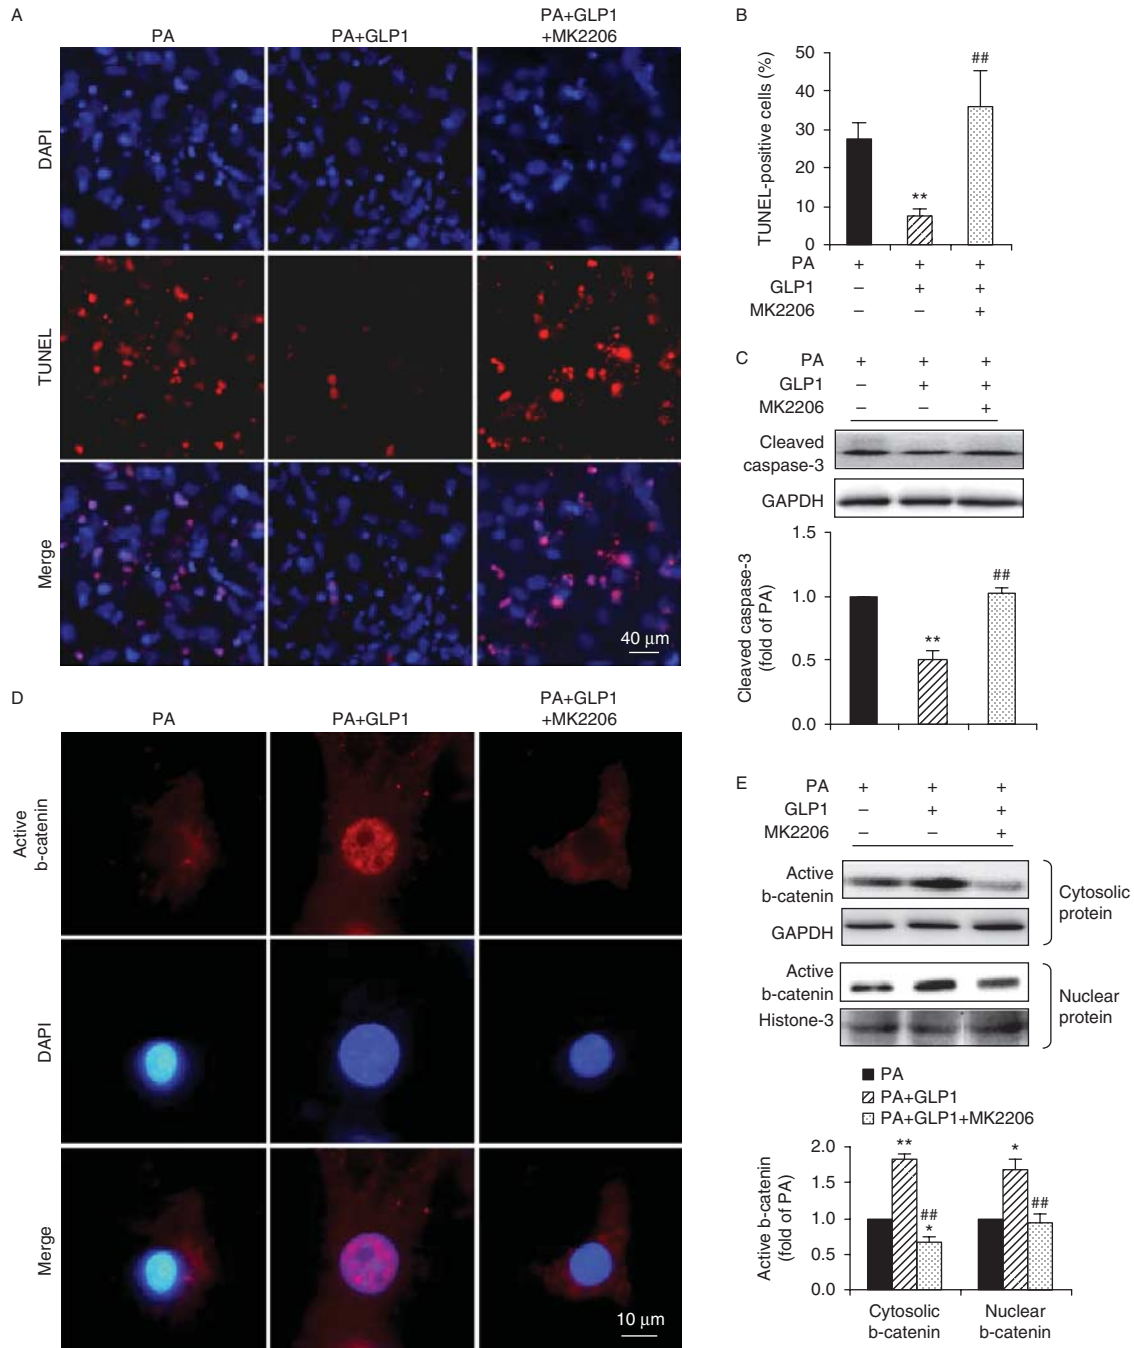 A
PA
PA+GLP1
PA+GLP1
+MK2206
DAPI
TUNEL
Merge
40 μm
B
TUNEL-positive cells (%)
50
40
30
20
10
0
**
##
PA + + +
GLP1 – + +
MK2206 – – +
C
PA + + +
GLP1 – + +
MK2206 – – +
Cleaved
caspase-3
GAPDH
Cleaved caspase-3
(fold of PA)
1.5
1.0
0.5
0.0
**
##
D
PA
PA+GLP1
PA+GLP1
+MK2206
Active
b-catenin
DAPI
Merge
10 μm
E
PA + + +
GLP1 – + +
MK2206 – – +
Active
b-catenin
GAPDH
Cytosolic
protein
Active
b-catenin
Histone-3
Nuclear
protein
PA
PA+GLP1
PA+GLP1+MK2206
Active b-catenin
(fold of PA)
2.0
1.0
0.5
0.0
**
##
*
*
##
Cytosolic
b-catenin
Nuclear
b-catenin